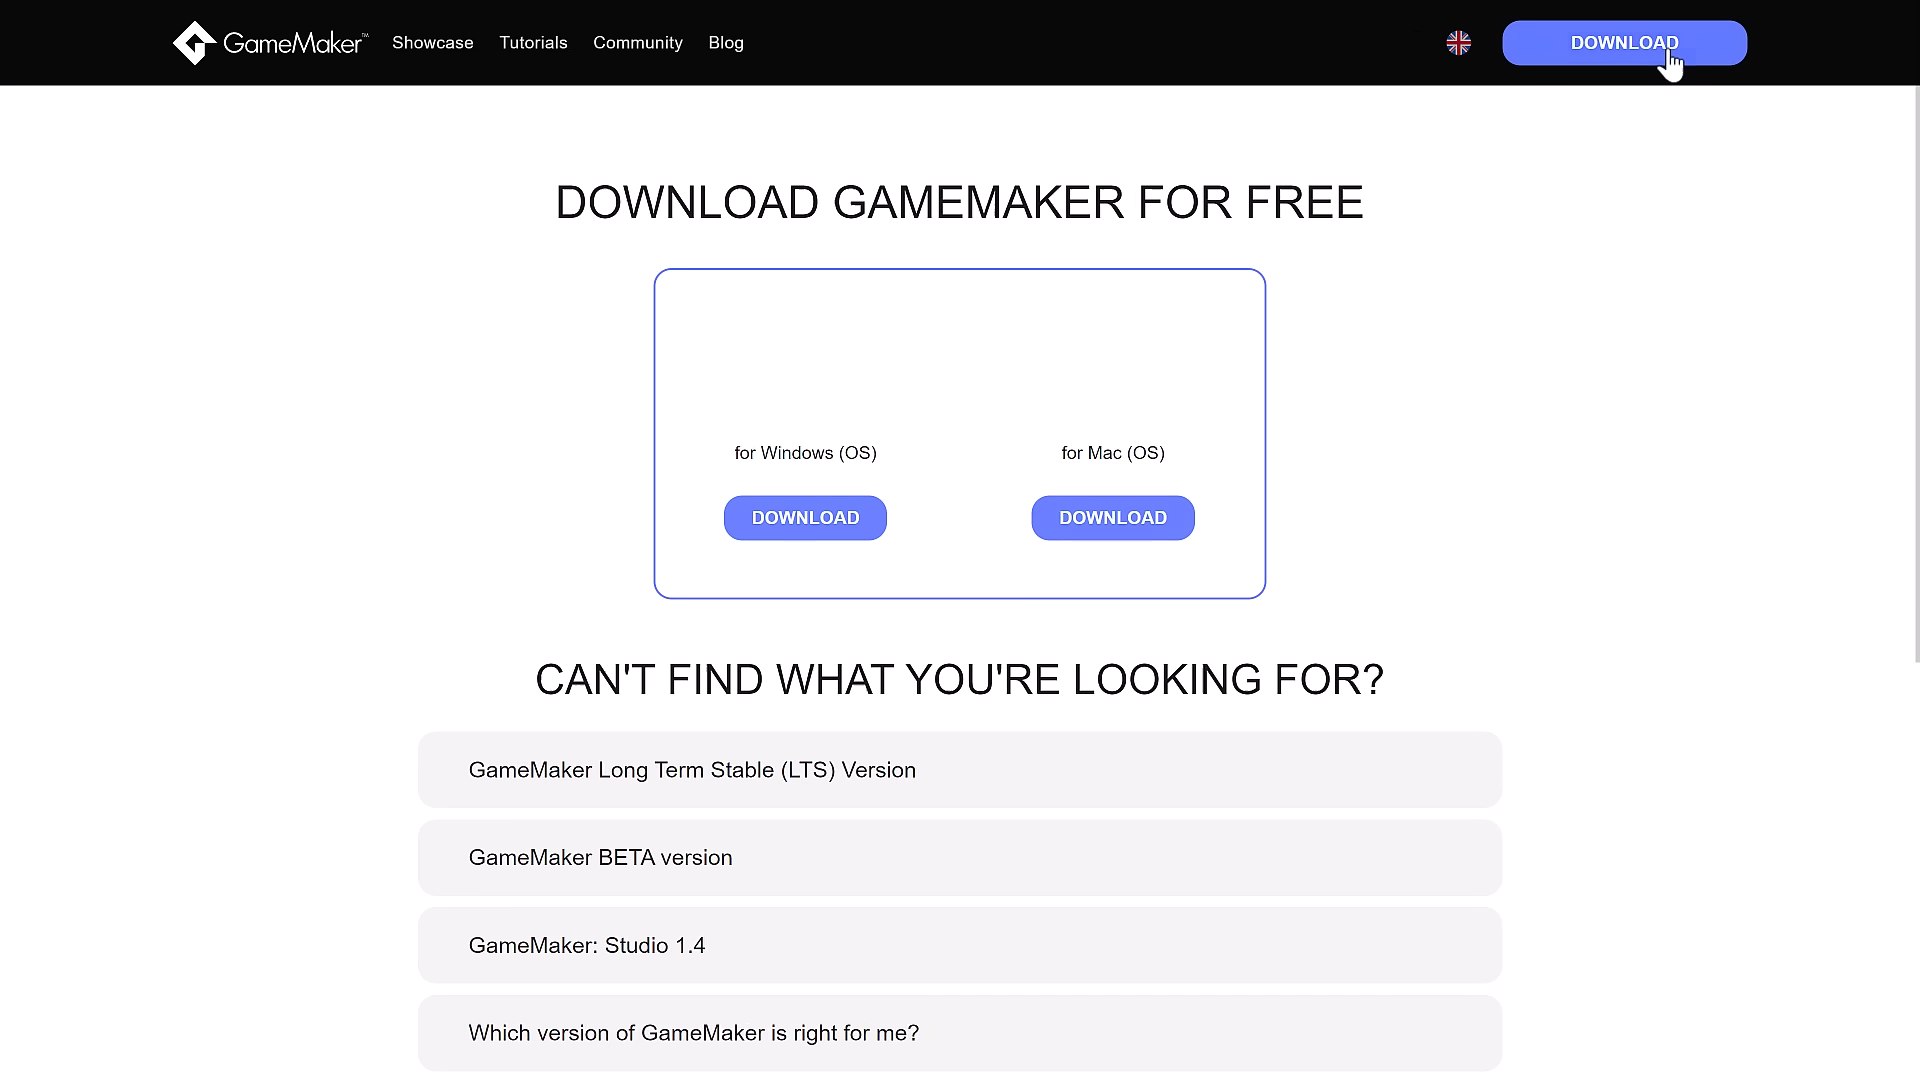 GameMaker™ Showcase Tutorials Community Blog DOWNLOAD
DOWNLOAD GAMEMAKER FOR FREE
for Windows (OS) for Mac (OS)
DOWNLOAD DOWNLOAD
CAN'T FIND WHAT YOU'RE LOOKING FOR?
GameMaker Long Term Stable (LTS) Version
GameMaker BETA version
GameMaker: Studio 1.4
Which version of GameMaker is right for me?